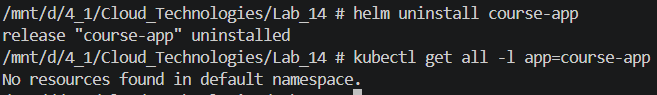 /mnt/d/4_1/Cloud_Technologies/Lab_14 # helm uninstall course-app
release "course-app" uninstalled
/mnt/d/4_1/Cloud_Technologies/Lab_14 # kubectl get all -l app=course-app
No resources found in default namespace.